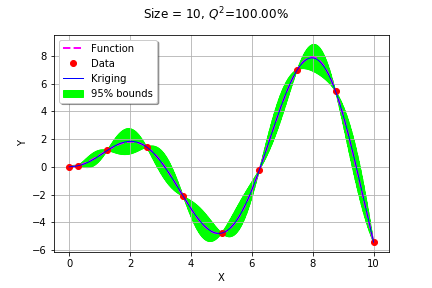 Size = 10, Q²=100.00%
Function
Data
Kriging
95% bounds
8
6
4
2
0
−2
−4
−6
Y
0 2 4 6 8 10
X